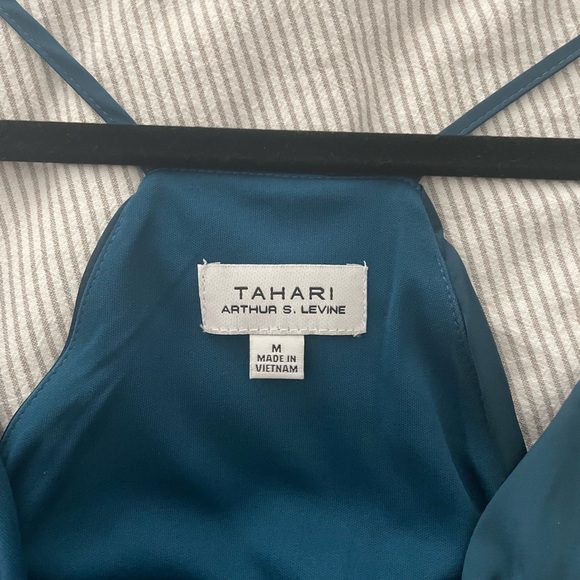 TAHARI
ARTHUR S. LEVINE
M
MADE IN
VIETNAM